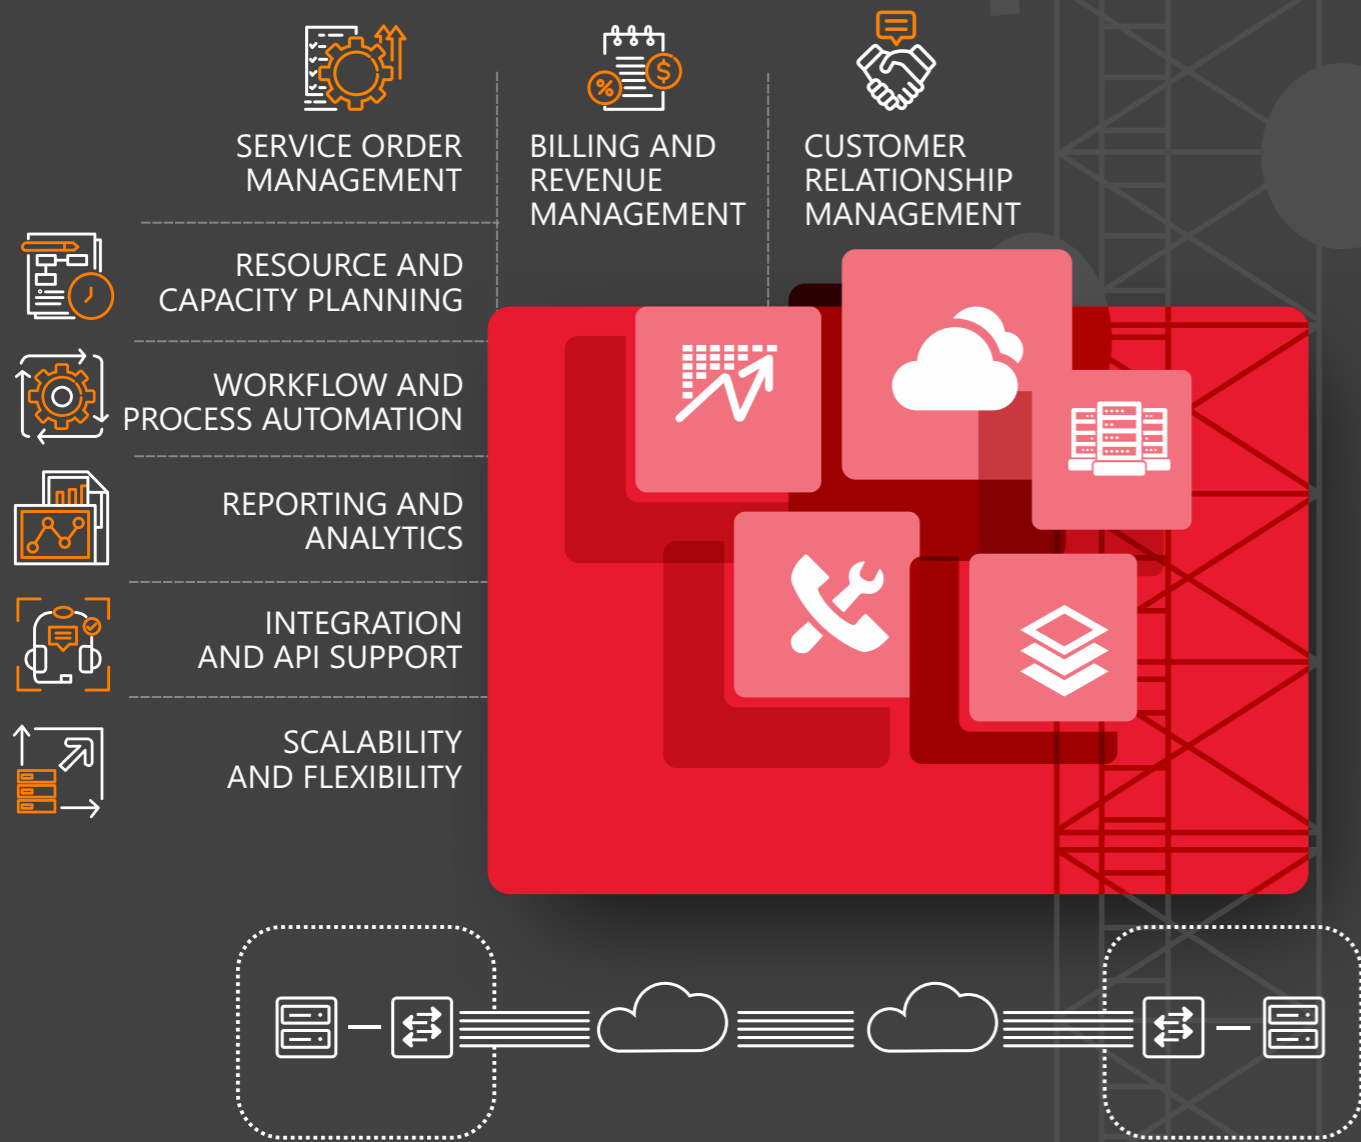 SERVICE ORDER
MANAGEMENT
BILLING AND
REVENUE
MANAGEMENT
CUSTOMER
RELATIONSHIP
MANAGEMENT
RESOURCE AND
CAPACITY PLANNING
WORKFLOW AND
PROCESS AUTOMATION
REPORTING AND
ANALYTICS
INTEGRATION
AND API SUPPORT
SCALABILITY
AND FLEXIBILITY